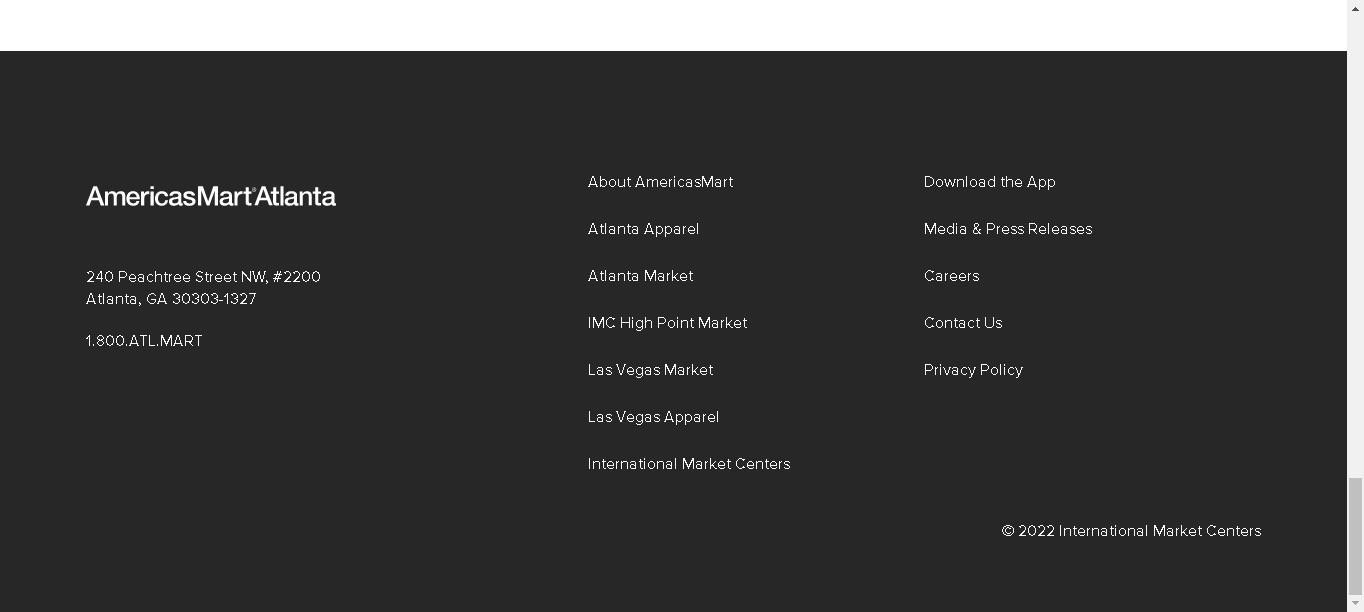 AmericasMart®Atlanta
240 Peachtree Street NW, #2200
Atlanta, GA 30303-1327
1.800.ATL.MART
About AmericasMart
Atlanta Apparel
Atlanta Market
IMC High Point Market
Las Vegas Market
Las Vegas Apparel
International Market Centers
Download the App
Media & Press Releases
Careers
Contact Us
Privacy Policy
© 2022 International Market Centers